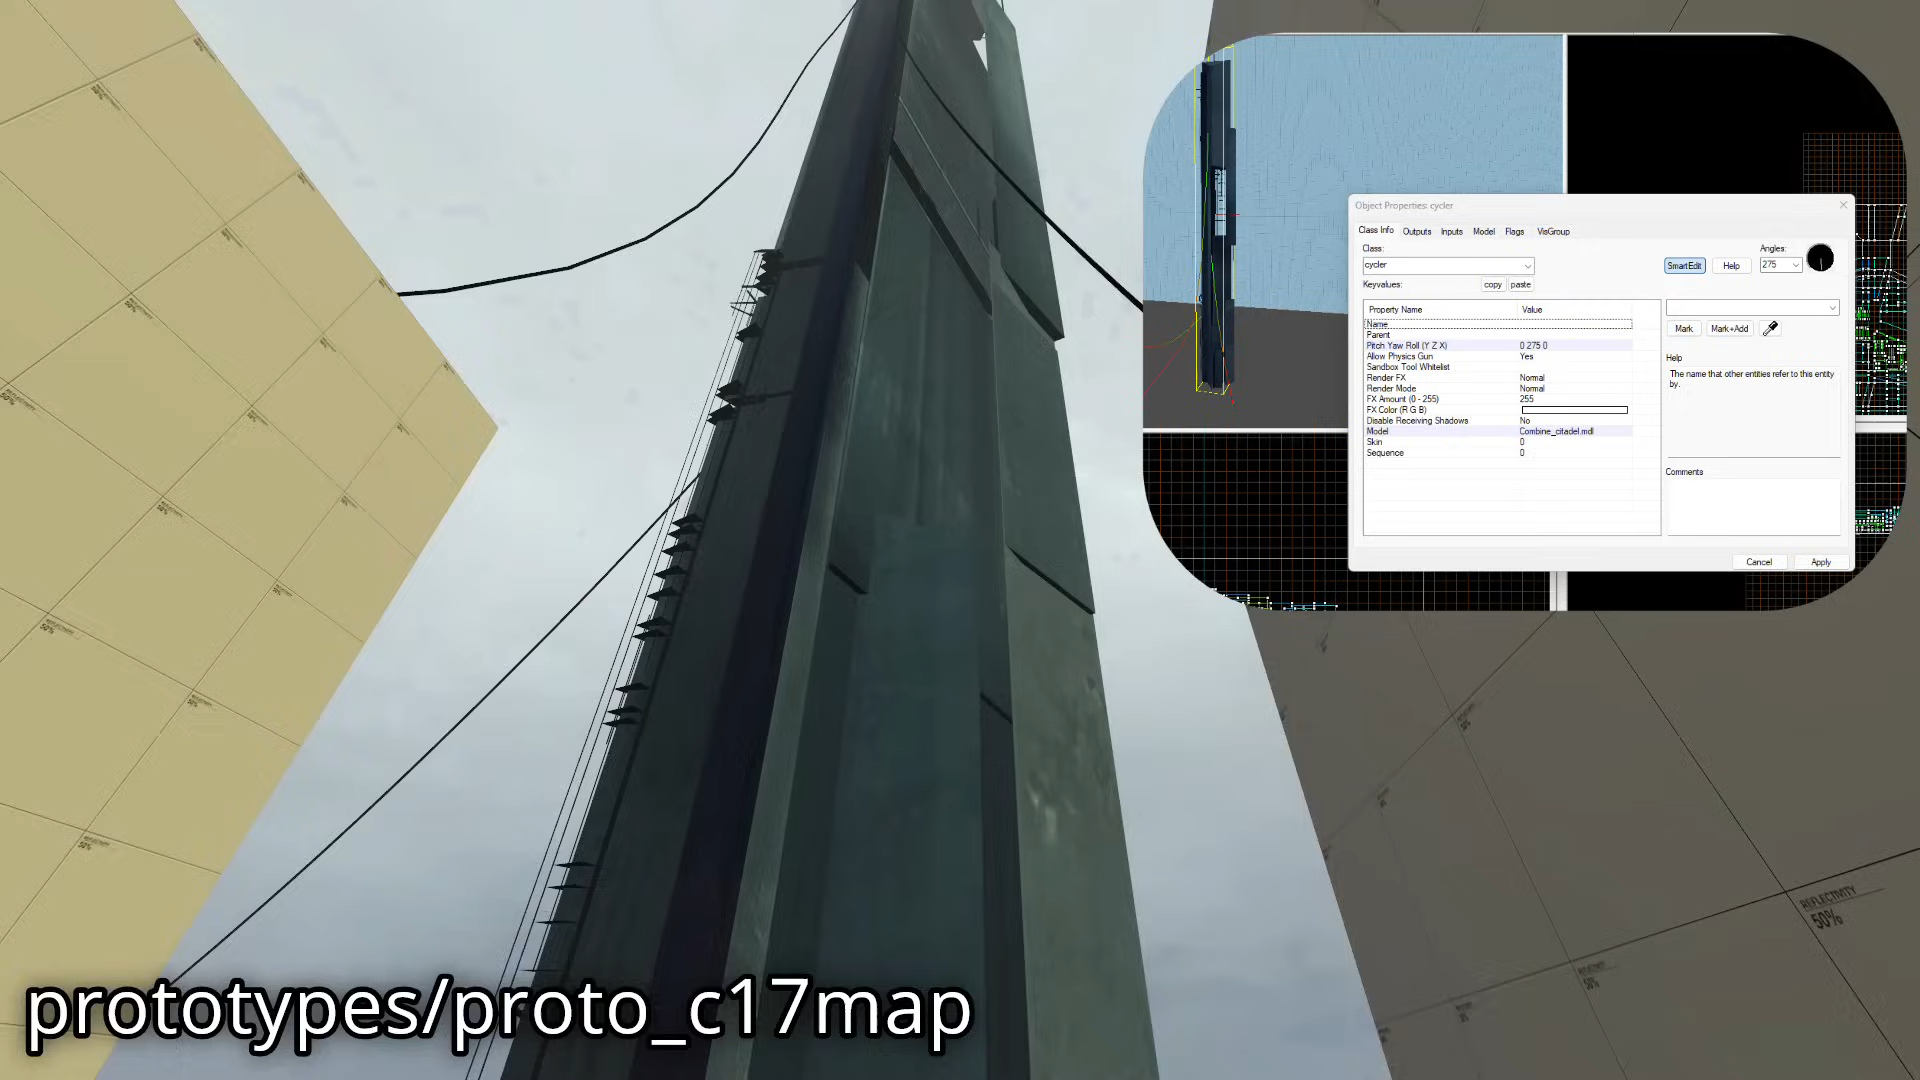 Object Properties: cycler
Class Info Outputs Inputs Model Flags VisGroup
Class:
cycler
SmartEdit
Help
Angles:
275
Keyvalues:
copy
paste
Property Name Value
Name
Parent
Pitch Yaw Roll (Y Z X) 0 275 0
Allow Physics Gun Yes
Sandbox Tool Whitelist
Render FX Normal
Render Mode Normal
FX Amount (0 - 255) 255
FX Color (R G B)
Disable Receiving Shadows No
Model Combine_citadel.mdl
Skin 0
Sequence 0
Mark
Mark+Add
Help
The name that other entities refer to this entity
by.
Comments
Cancel
Apply
REFLECTIVITY
50%
prototypes/proto_c17map